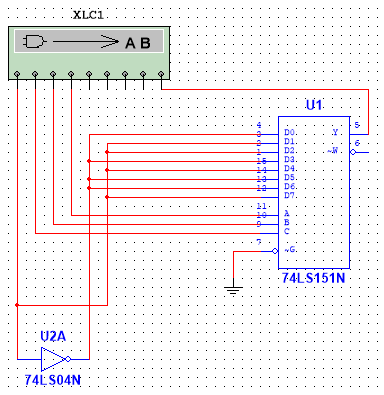 XLC1
A B
U1
4 D0 Y 5
3 D1
2 D2 ~W 6
1 D3
15 D4
14 D5
13 D6
12 D7
11 A
10 B
9 C
7 ~G
74LS151N
U2A
74LS04N